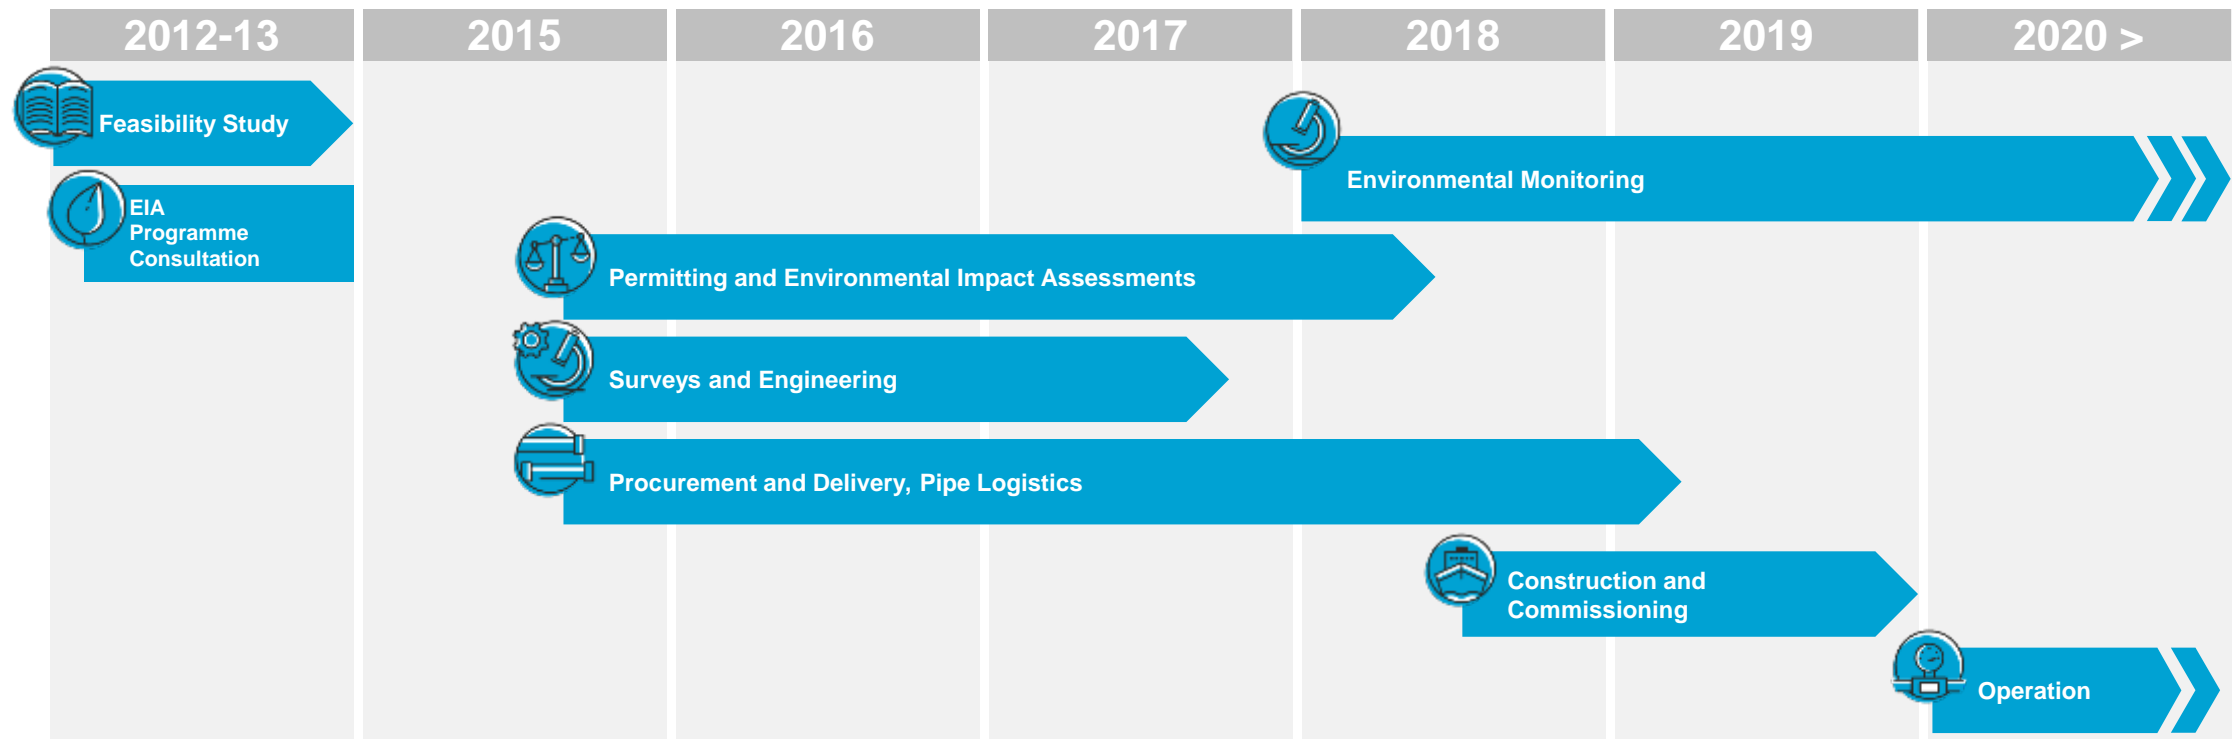 2012-13
2015
2016
2017
2018
2019
2020 >
Feasibility Study
EIA
Programme
Consultation
Environmental Monitoring
Permitting and Environmental Impact Assessments
Surveys and Engineering
Procurement and Delivery, Pipe Logistics
Construction and
Commissioning
Operation